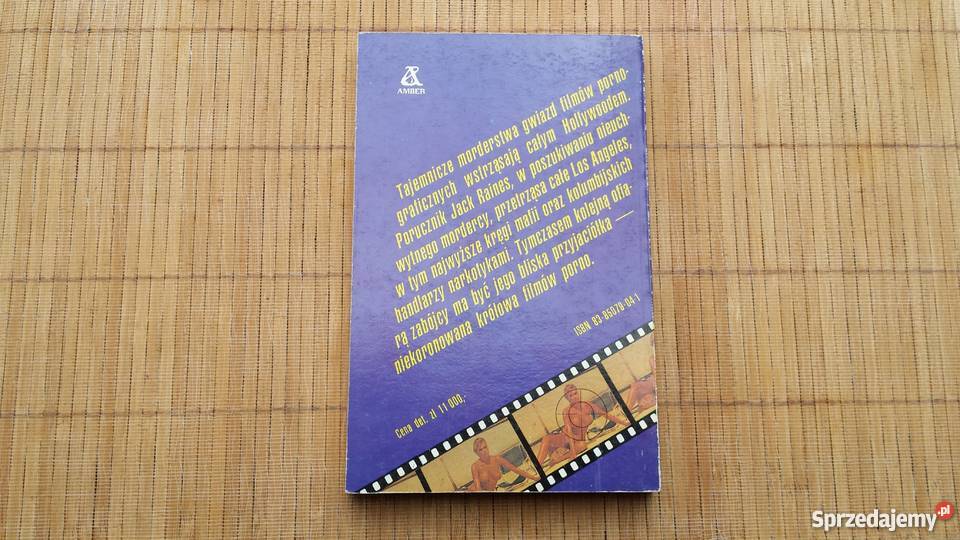 AMBER
Tajemnicze morderstwa gwiazd filmów porno-
graficznych wstrząsają całym Hollywoodem.
Porucznik Jack Raines, w poszukiwaniu nieuch-
wytnego mordercy, przetrząsa całe Los Angeles,
w tym najwyższe kręgi mafii oraz kolumbijskich
handlarzy narkotykami. Tymczasem kolejną ofia-
rą zabójcy ma być jego bliska przyjaciółka —
niekoronowana królowa filmów porno.
ISBN 83-85079-04-1
Cena det. zł 11 000,-
Sprzedajemy.pl